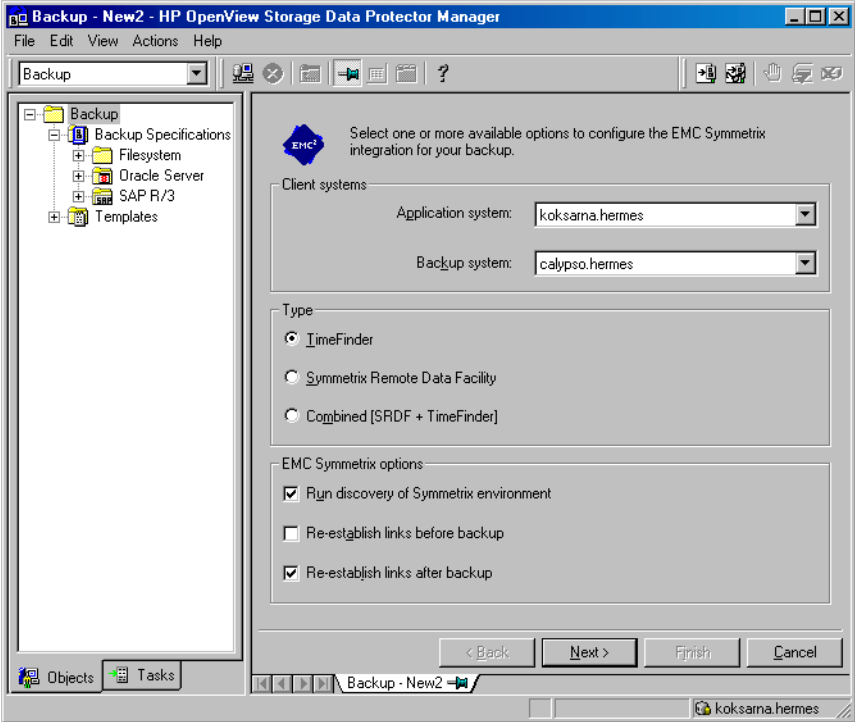 Backup - New2 - HP OpenView Storage Data Protector Manager
File Edit View Actions Help
Backup
?
Backup
Backup Specifications
Filesystem
Oracle Server
SAP R/3
Templates
EMC²
Select one or more available options to configure the EMC Symmetrix
integration for your backup.
Client systems
Application system: koksarna.hermes
Backup system: calypso.hermes
Type
TimeFinder
Symmetrix Remote Data Facility
Combined [SRDF + TimeFinder]
EMC Symmetrix options
Run discovery of Symmetrix environment
Re-establish links before backup
Re-establish links after backup
< Back Next > Finish Cancel
Objects Tasks
Backup - New2
koksarna.hermes